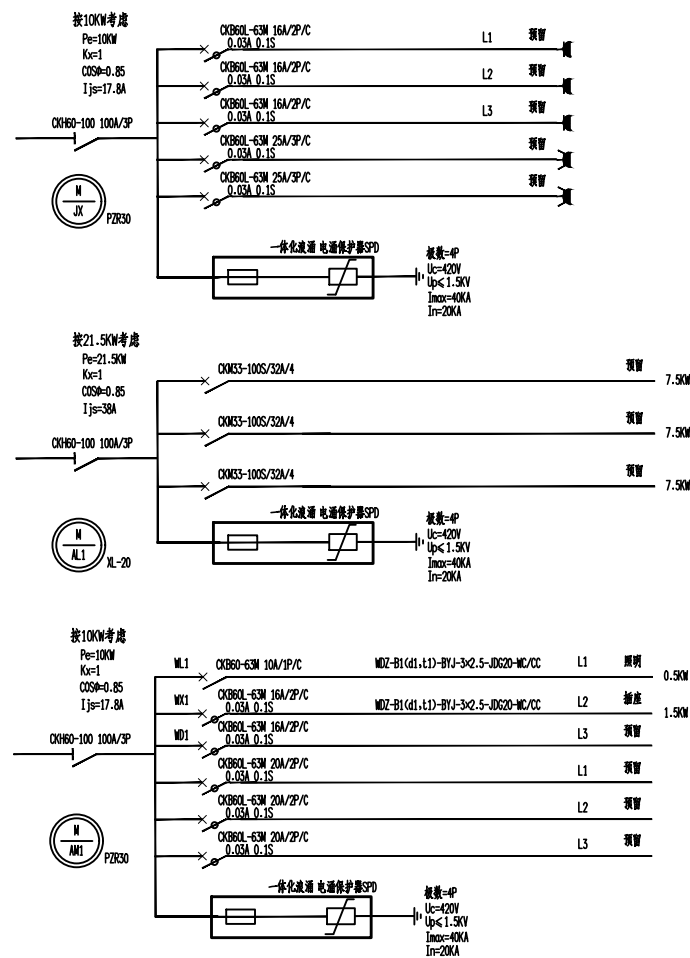 按10KW考虑
Pe=10KW
Kx=1
COSΦ=0.85
Ijs=17.8A
CKH60-100 100A/3P
M
JX
PZR30
CKB60L-63M 16A/2P/C
0.03A 0.1S
L1
预留
CKB60L-63M 16A/2P/C
0.03A 0.1S
L2
预留
CKB60L-63M 16A/2P/C
0.03A 0.1S
L3
预留
CKB60L-63M 25A/3P/C
0.03A 0.1S
预留
CKB60L-63M 25A/3P/C
0.03A 0.1S
预留
一体化浪涌 电涌保护器SPD
极数=4P
Uc=420V
Up≤1.5KV
Imax=40KA
In=20KA
按21.5KW考虑
Pe=21.5KW
Kx=1
COSΦ=0.85
Ijs=38A
CKH60-100 100A/3P
M
AL1
XL-20
CKM33-100S/32A/4
预留
7.5KW
CKM33-100S/32A/4
预留
7.5KW
CKM33-100S/32A/4
预留
7.5KW
一体化浪涌 电涌保护器SPD
极数=4P
Uc=420V
Up≤1.5KV
Imax=40KA
In=20KA
按10KW考虑
Pe=10KW
Kx=1
COSΦ=0.85
Ijs=17.8A
CKH60-100 100A/3P
M
AM1
PZR30
WL1
CKB60-63M 10A/1P/C
WDZ-B1(d1,t1)-BYJ-3×2.5-JDG20-WC/CC
L1
照明
0.5KW
WX1
CKB60L-63M 16A/2P/C
0.03A 0.1S
WDZ-B1(d1,t1)-BYJ-3×2.5-JDG20-WC/CC
L2
插座
1.5KW
WD1
CKB60L-63M 16A/2P/C
0.03A 0.1S
L3
预留
CKB60L-63M 20A/2P/C
0.03A 0.1S
L1
预留
CKB60L-63M 20A/2P/C
0.03A 0.1S
L2
预留
CKB60L-63M 20A/2P/C
0.03A 0.1S
L3
预留
一体化浪涌 电涌保护器SPD
极数=4P
Uc=420V
Up≤1.5KV
Imax=40KA
In=20KA